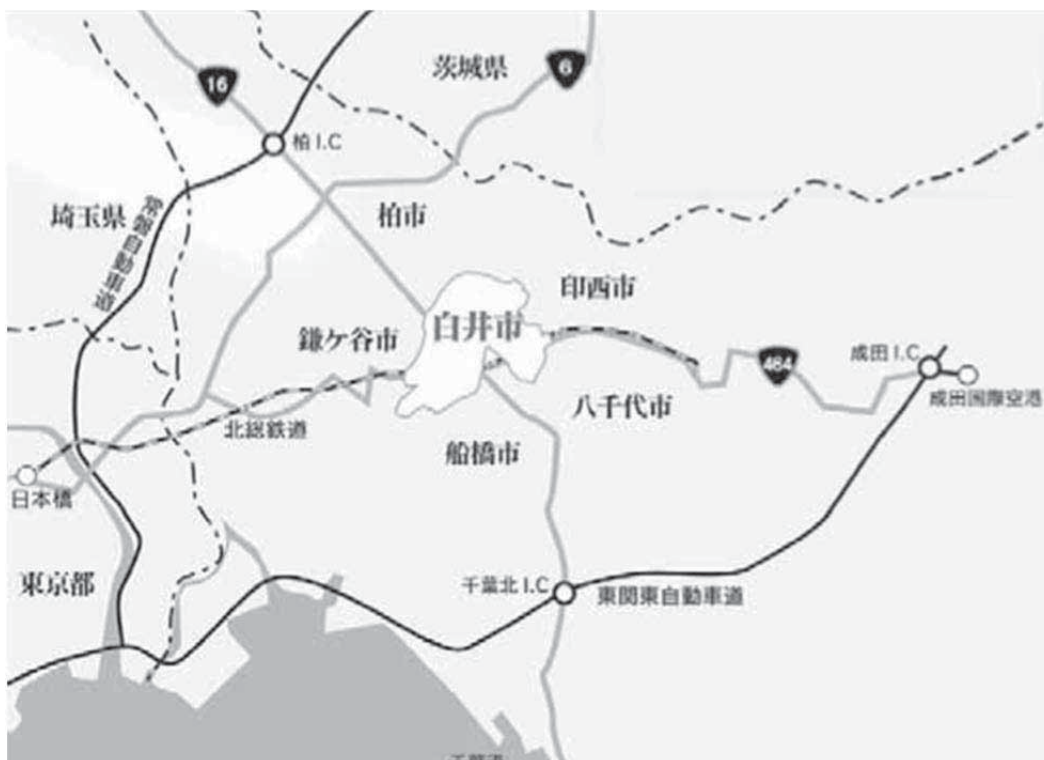 茨城県
6
16
柏 I.C
埼玉県
常磐自動車道
柏市
印西市
白井市
鎌ケ谷市
464
成田 I.C
成田国際空港
八千代市
北総鉄道
船橋市
日本橋
東京都
千葉北 I.C
東関東自動車道